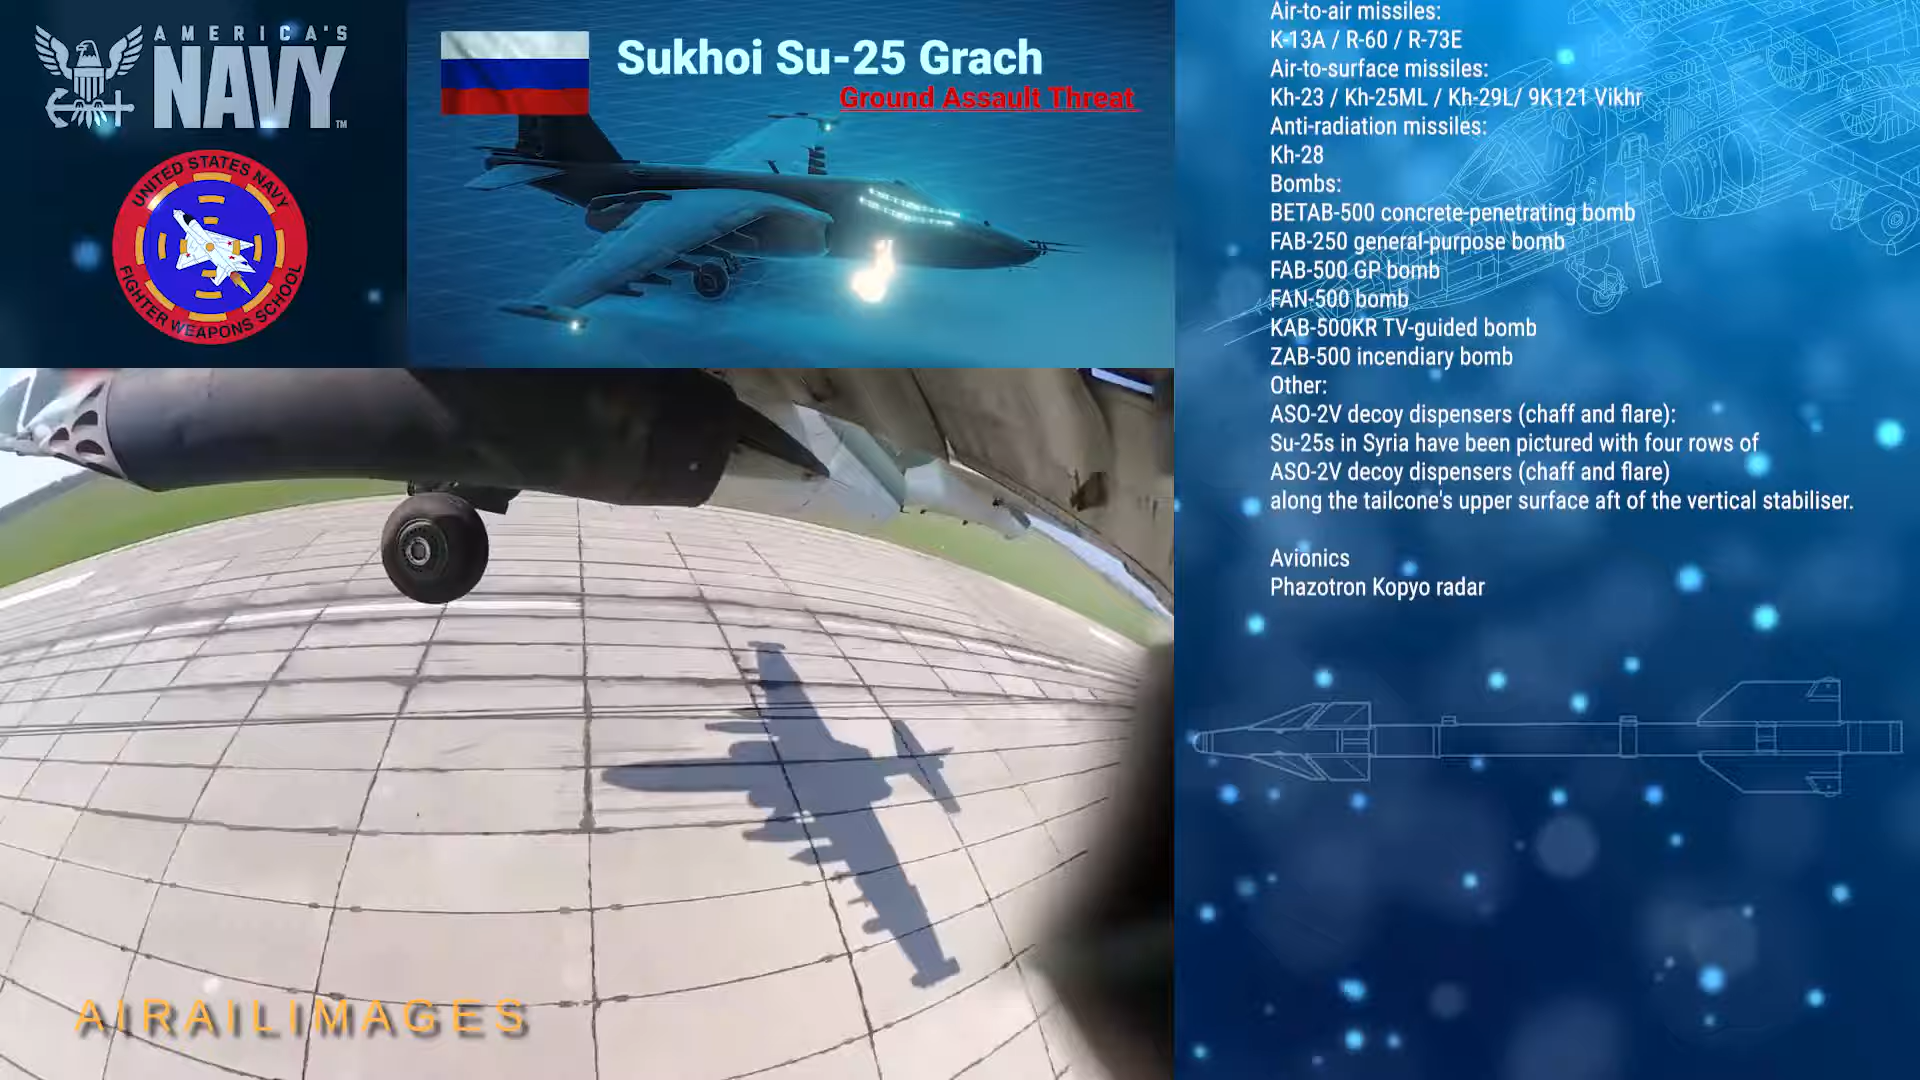 AMERICA'S
NAVY
TM
UNITED STATES NAVY
FIGHTER WEAPONS SCHOOL
Sukhoi Su-25 Grach
Ground Assault Threat
Air-to-air missiles:
K-13A / R-60 / R-73E
Air-to-surface missiles:
Kh-23 / Kh-25ML / Kh-29L/ 9K121 Vikhr
Anti-radiation missiles:
Kh-28
Bombs:
BETAB-500 concrete-penetrating bomb
FAB-250 general-purpose bomb
FAB-500 GP bomb
FAN-500 bomb
KAB-500KR TV-guided bomb
ZAB-500 incendiary bomb
Other:
ASO-2V decoy dispensers (chaff and flare):
Su-25s in Syria have been pictured with four rows of
ASO-2V decoy dispensers (chaff and flare)
along the tailcone's upper surface aft of the vertical stabiliser.
Avionics
Phazotron Kopyo radar
AIRAILIMAGES